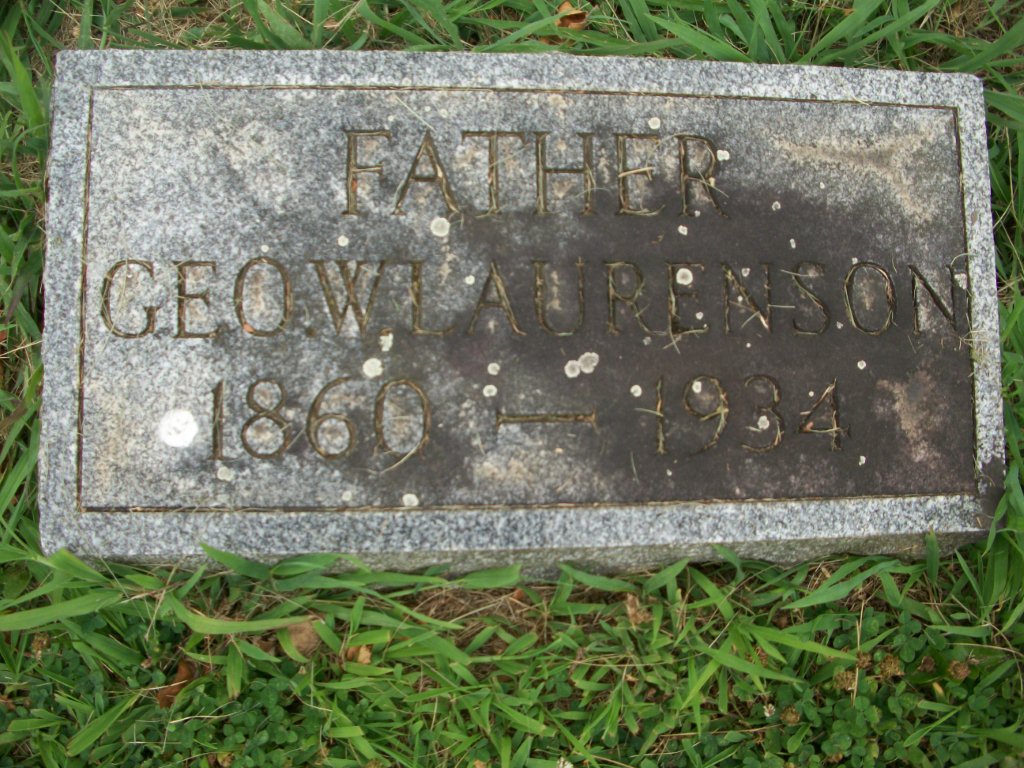 FATHER
GEO.W.LAURENSON
1860 — 1934